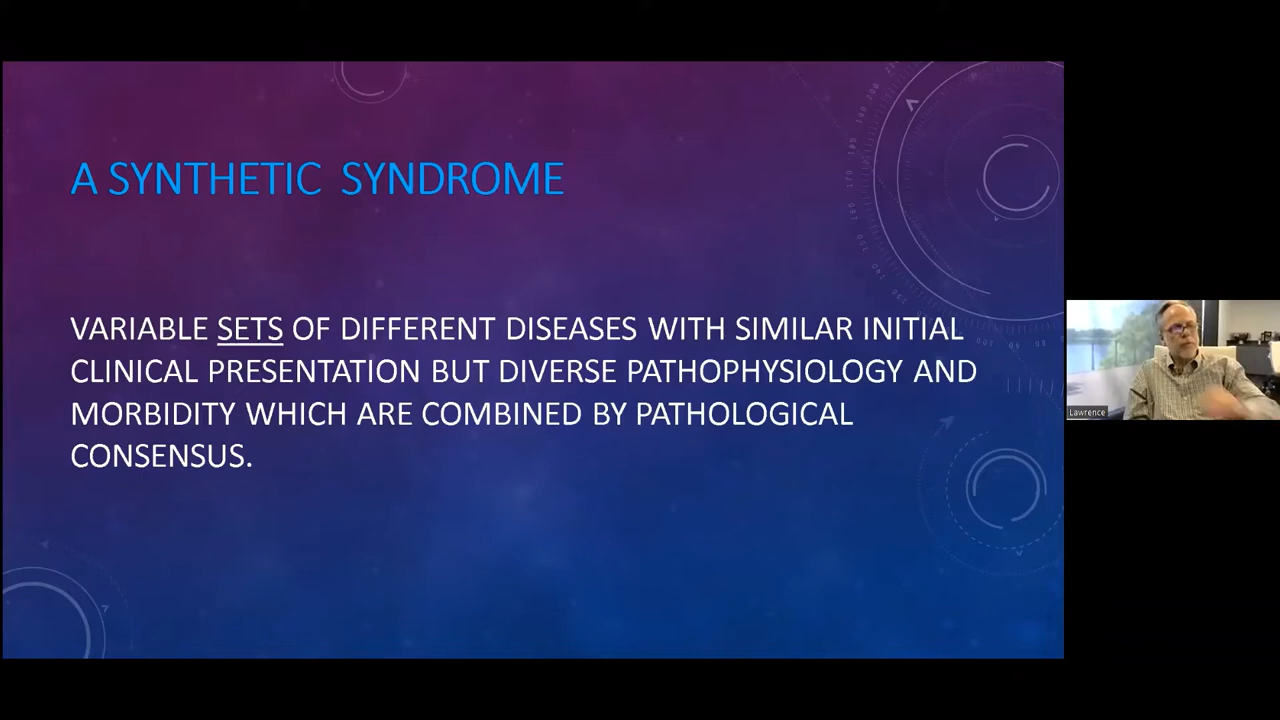 A SYNTHETIC SYNDROME
VARIABLE SETS OF DIFFERENT DISEASES WITH SIMILAR INITIAL
CLINICAL PRESENTATION BUT DIVERSE PATHOPHYSIOLOGY AND
MORBIDITY WHICH ARE COMBINED BY PATHOLOGICAL
CONSENSUS.
Lawrence